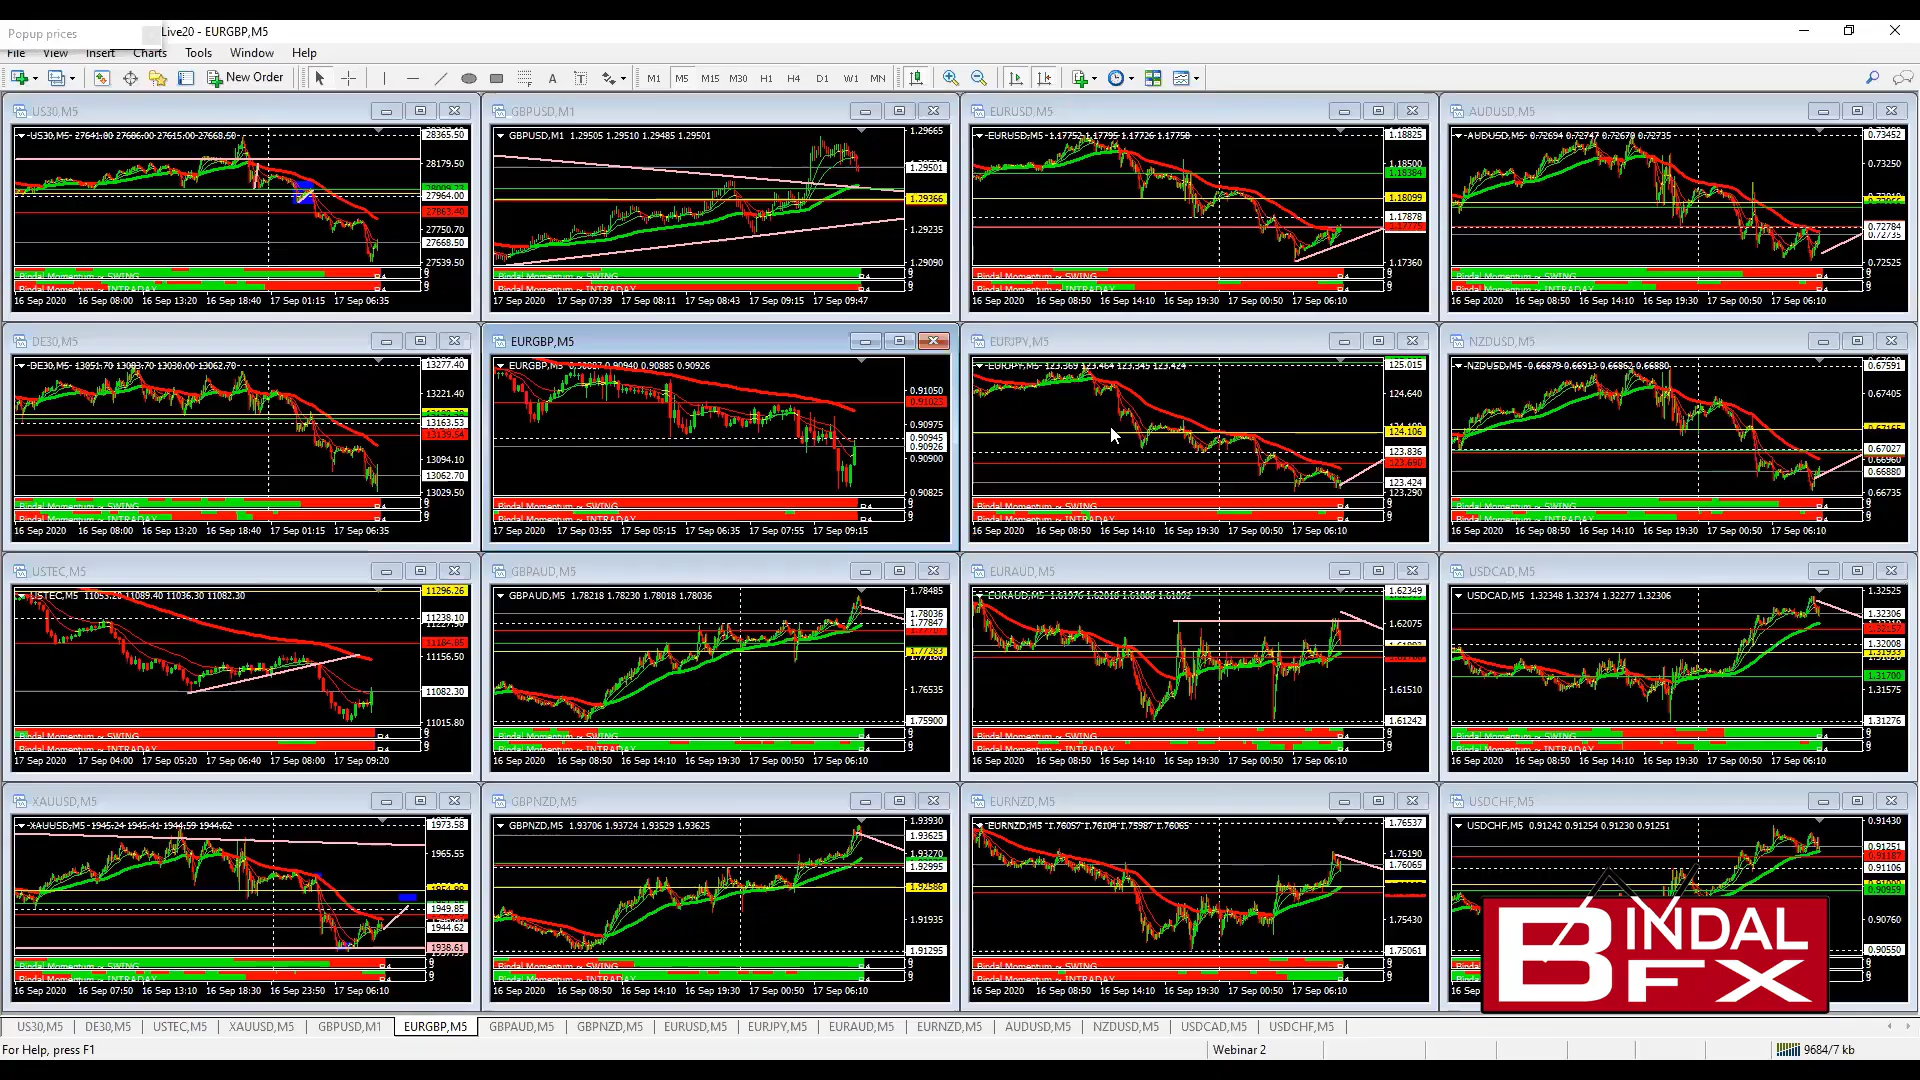 Popup prices
Live20 - EURGBP,M5
File View Insert Charts Tools Window Help
New Order
A T M1 M5 M15 M30 H1 H4 D1 W1 MN
US30,M5
US30,M5 27641.00 27686.00 27615.00 27668.50
28365.50
28179.50
27964.00
27863.40
27750.70
27668.50
27539.50
Bindal Momentum ~ SWING
Bindal Momentum ~ INTRADAY
16 Sep 2020 16 Sep 08:00 16 Sep 13:20 16 Sep 18:40 17 Sep 01:15 17 Sep 06:35
GBPUSD,M1
GBPUSD,M1 1.29505 1.29510 1.29485 1.29501
1.29665
1.29501
1.29366
1.29235
1.29090
Bindal Momentum ~ SWING
Bindal Momentum ~ INTRADAY
17 Sep 2020 17 Sep 07:39 17 Sep 08:11 17 Sep 08:43 17 Sep 09:15 17 Sep 09:47
EURUSD,M5
EURUSD,M5 1.17752 1.17795 1.17726 1.17758
1.18825
1.18500
1.18384
1.18099
1.17878
1.17775
1.17360
Bindal Momentum ~ SWING
Bindal Momentum ~ INTRADAY
16 Sep 2020 16 Sep 08:50 16 Sep 14:10 16 Sep 19:30 17 Sep 00:50 17 Sep 06:10
AUDUSD,M5
AUDUSD,M5 0.72694 0.72747 0.72670 0.72735
0.73452
0.73250
0.72784
0.72735
0.72525
Bindal Momentum ~ SWING
Bindal Momentum ~ INTRADAY
16 Sep 2020 16 Sep 08:50 16 Sep 14:10 16 Sep 19:30 17 Sep 00:50 17 Sep 06:10
DE30,M5
DE30,M5 13051.70 13083.70 13030.00 13062.70
13277.40
13221.40
13163.53
13139.54
13094.10
13062.70
13029.50
Bindal Momentum ~ SWING
Bindal Momentum ~ INTRADAY
16 Sep 2020 16 Sep 08:00 16 Sep 13:20 16 Sep 18:40 17 Sep 01:15 17 Sep 06:35
EURGBP,M5
EURGBP,M5 0.90887 0.90940 0.90885 0.90926
0.91050
0.91025
0.90975
0.90945
0.90926
0.90900
0.90825
Bindal Momentum ~ SWING
Bindal Momentum ~ INTRADAY
17 Sep 2020 17 Sep 03:55 17 Sep 05:15 17 Sep 06:35 17 Sep 07:55 17 Sep 09:15
EURJPY,M5
EURJPY,M5 123.369 123.464 123.345 123.424
125.015
124.640
124.106
123.836
123.690
123.424
123.290
Bindal Momentum ~ SWING
Bindal Momentum ~ INTRADAY
16 Sep 2020 16 Sep 08:50 16 Sep 14:10 16 Sep 19:30 17 Sep 00:50 17 Sep 06:10
NZDUSD,M5
NZDUSD,M5 0.66879 0.66913 0.66862 0.66880
0.67591
0.67405
0.67165
0.67027
0.66960
0.66880
0.66735
Bindal Momentum ~ SWING
Bindal Momentum ~ INTRADAY
16 Sep 2020 16 Sep 08:50 16 Sep 14:10 16 Sep 19:30 17 Sep 00:50 17 Sep 06:10
USTEC,M5
USTEC,M5 11053.20 11089.40 11036.30 11082.30
11296.26
11238.10
11227.50
11184.85
11156.50
11082.30
11015.80
Bindal Momentum ~ SWING
Bindal Momentum ~ INTRADAY
17 Sep 2020 17 Sep 04:00 17 Sep 05:20 17 Sep 06:40 17 Sep 08:00 17 Sep 09:20
GBPAUD,M5
GBPAUD,M5 1.78218 1.78230 1.78018 1.78036
1.78485
1.78036
1.77847
1.77283
1.77180
1.76535
1.75900
Bindal Momentum ~ SWING
Bindal Momentum ~ INTRADAY
16 Sep 2020 16 Sep 08:50 16 Sep 14:10 16 Sep 19:30 17 Sep 00:50 17 Sep 06:10
EURAUD,M5
EURAUD,M5
1.62349
1.62075
1.61510
1.61242
Bindal Momentum ~ SWING
Bindal Momentum ~ INTRADAY
16 Sep 2020 16 Sep 08:50 16 Sep 14:10 16 Sep 19:30 17 Sep 00:50 17 Sep 06:10
USDCAD,M5
USDCAD,M5 1.32348 1.32374 1.32277 1.32306
1.32525
1.32306
1.32008
1.31700
1.31575
1.31276
Bindal Momentum ~ SWING
Bindal Momentum ~ INTRADAY
16 Sep 2020 16 Sep 08:50 16 Sep 14:10 16 Sep 19:30 17 Sep 00:50 17 Sep 06:10
XAUUSD,M5
XAUUSD,M5 1945.24 1945.41 1944.59 1944.62
1973.58
1965.55
1949.85
1944.62
1938.61
Bindal Momentum ~ SWING
Bindal Momentum ~ INTRADAY
16 Sep 2020 16 Sep 07:50 16 Sep 13:10 16 Sep 18:30 16 Sep 23:50 17 Sep 06:10
GBPNZD,M5
GBPNZD,M5 1.93706 1.93724 1.93529 1.93625
1.93930
1.93625
1.93270
1.92995
1.92586
1.91935
1.91295
Bindal Momentum ~ SWING
Bindal Momentum ~ INTRADAY
16 Sep 2020 16 Sep 08:50 16 Sep 14:10 16 Sep 19:30 17 Sep 00:50 17 Sep 06:10
EURNZD,M5
EURNZD,M5 1.76057 1.76104 1.75987 1.76065
1.76537
1.76190
1.76065
1.75430
1.75061
Bindal Momentum ~ SWING
Bindal Momentum ~ INTRADAY
16 Sep 2020 16 Sep 08:50 16 Sep 14:10 16 Sep 19:30 17 Sep 00:50 17 Sep 06:10
USDCHF,M5
USDCHF,M5 0.91242 0.91254 0.91230 0.91251
0.91430
0.91251
0.91187
0.91106
0.90959
0.90760
0.90550
16 Sep
BINDAL
FX
US30,M5 DE30,M5 USTEC,M5 XAUUSD,M5 GBPUSD,M1 EURGBP,M5 GBPAUD,M5 GBPNZD,M5 EURUSD,M5 EURJPY,M5 EURAUD,M5 EURNZD,M5 AUDUSD,M5 NZDUSD,M5 USDCAD,M5 USDCHF,M5
For Help, press F1
Webinar 2
9684/7 kb